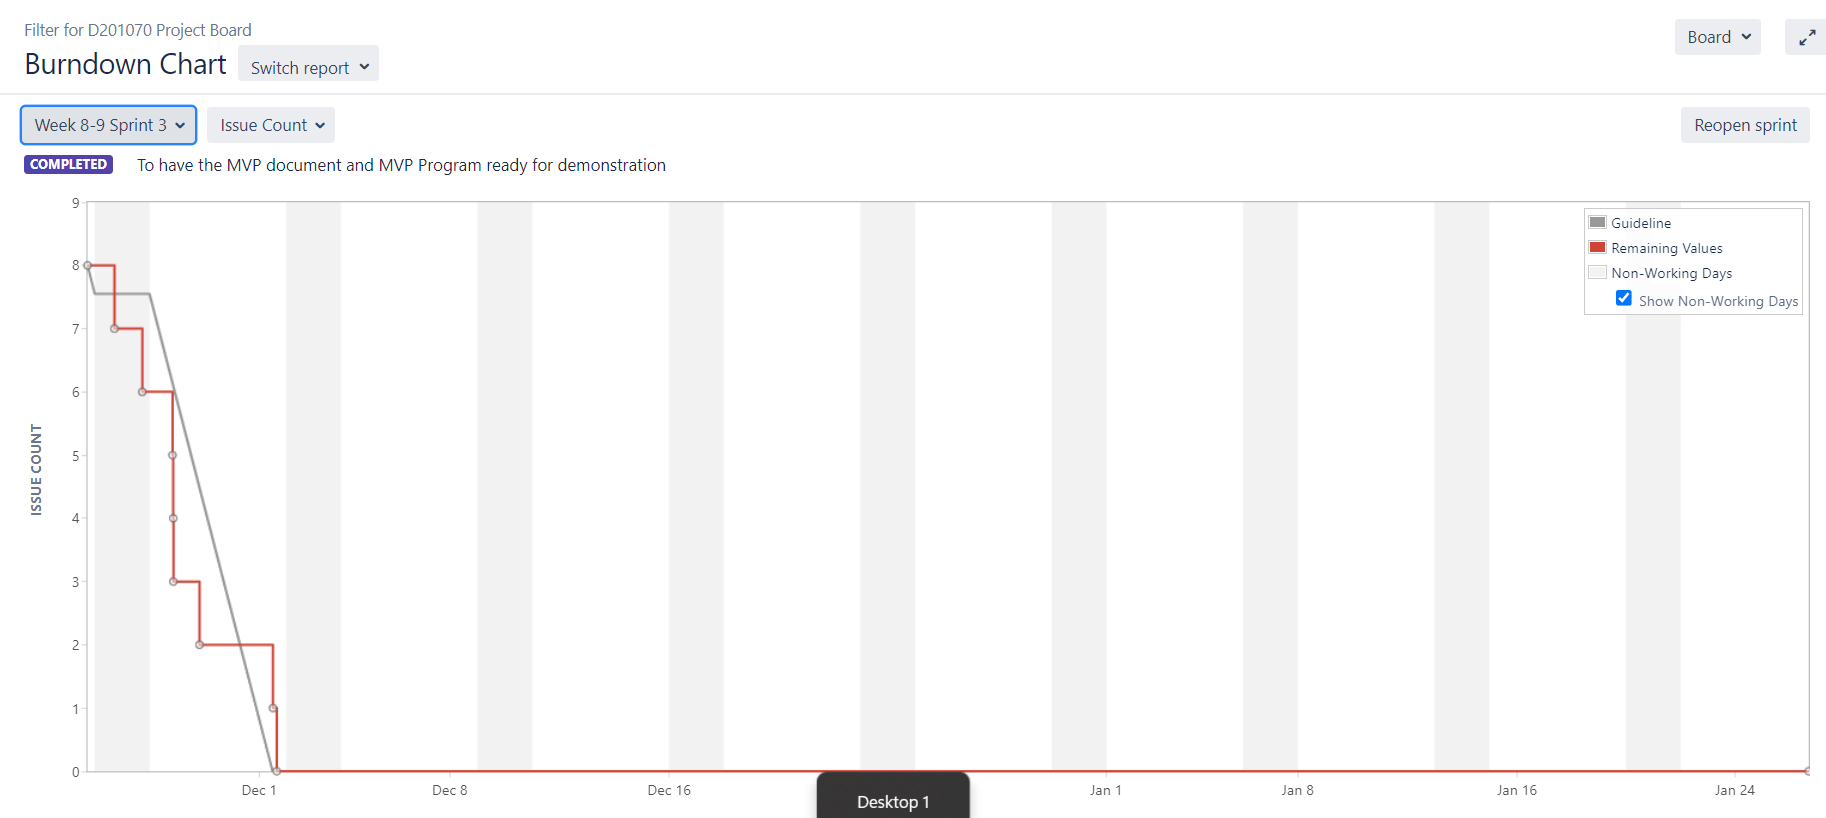 Filter for D201070 Project Board
Burndown Chart
Switch report
Board
Week 8-9 Sprint 3
Issue Count
Reopen sprint
COMPLETED
To have the MVP document and MVP Program ready for demonstration
Guideline
Remaining Values
Non-Working Days
Show Non-Working Days
ISSUE COUNT
9
8
7
6
5
4
3
2
1
0
Dec 1
Dec 8
Dec 16
Jan 1
Jan 8
Jan 16
Jan 24
Desktop 1